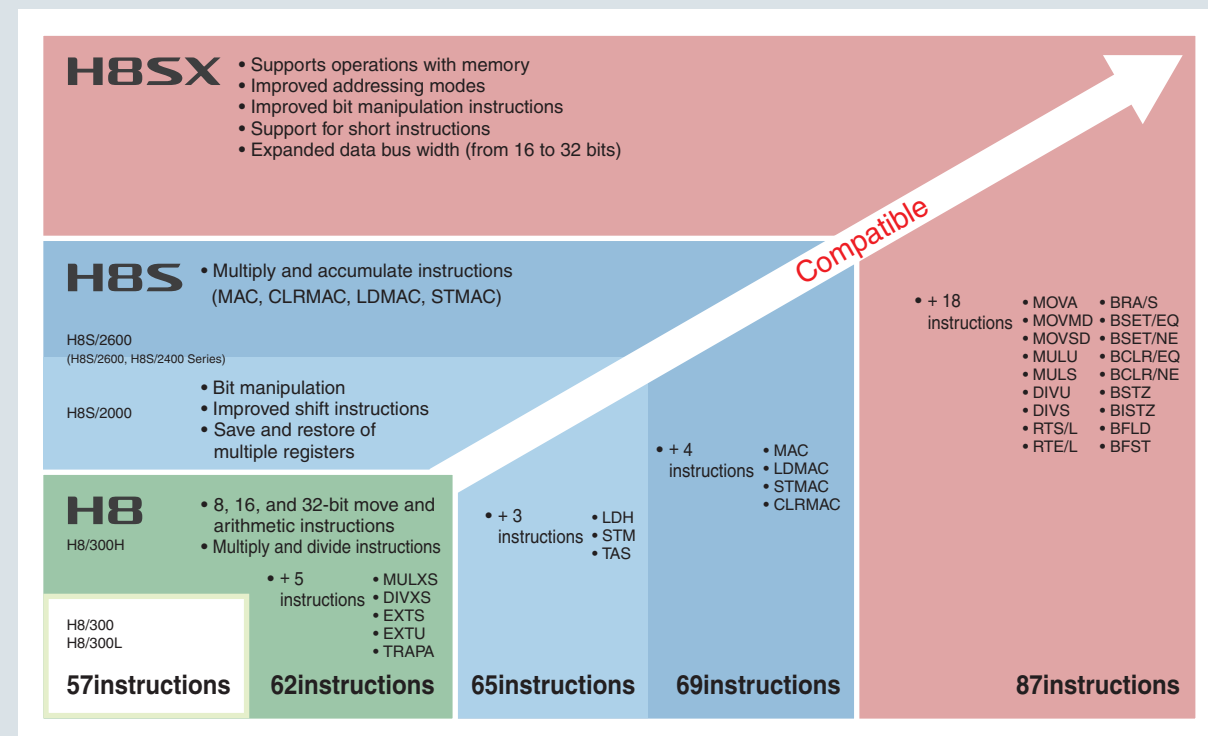 H8SX
• Supports operations with memory
• Improved addressing modes
• Improved bit manipulation instructions
• Support for short instructions
• Expanded data bus width (from 16 to 32 bits)
Compatible
H8S
• Multiply and accumulate instructions
(MAC, CLRMAC, LDMAC, STMAC)
H8S/2600
(H8S/2600, H8S/2400 Series)
H8S/2000
• Bit manipulation
• Improved shift instructions
• Save and restore of
multiple registers
H8
H8/300H
• 8, 16, and 32-bit move and
arithmetic instructions
• Multiply and divide instructions
• + 5
instructions
• MULXS
• DIVXS
• EXTS
• EXTU
• TRAPA
H8/300
H8/300L
57instructions
62instructions
• + 3
instructions
• LDH
• STM
• TAS
65instructions
• + 4
instructions
• MAC
• LDMAC
• STMAC
• CLRMAC
69instructions
• + 18
instructions
• MOVA
• MOVMD
• MOVSD
• MULU
• MULS
• DIVU
• DIVS
• RTS/L
• RTE/L
• BRA/S
• BSET/EQ
• BSET/NE
• BCLR/EQ
• BCLR/NE
• BSTZ
• BISTZ
• BFLD
• BFST
87instructions